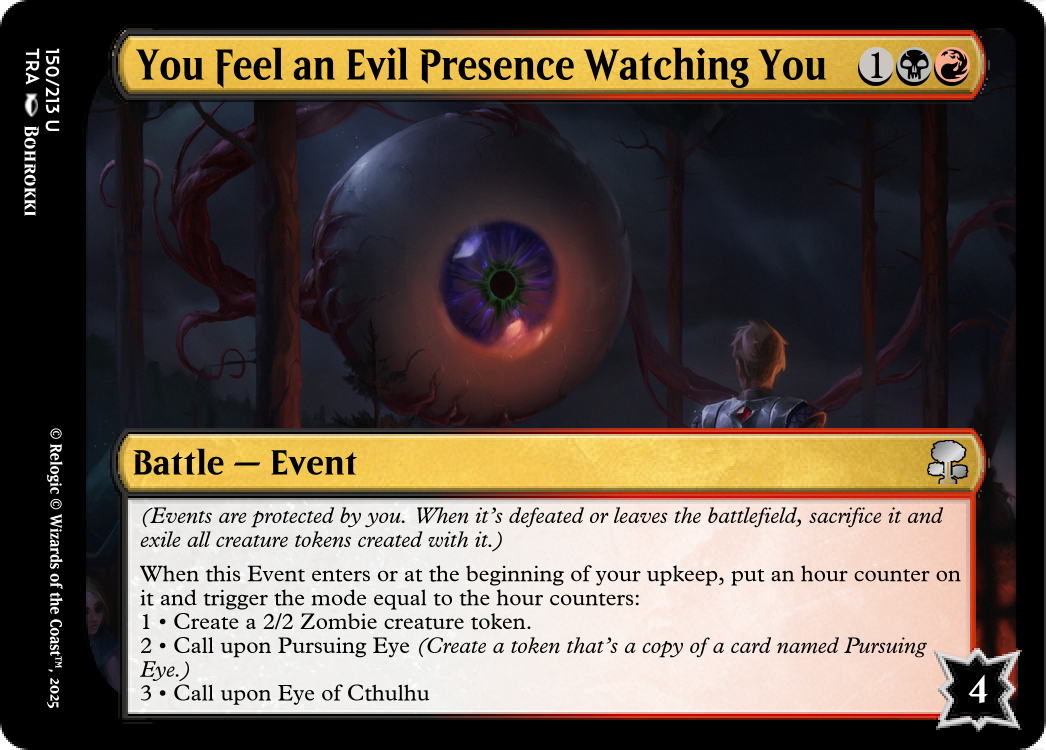 You Feel an Evil Presence Watching You 1
150/213 U
TRA BOHROKKI
Battle — Event
(Events are protected by you. When it's defeated or leaves the battlefield, sacrifice it and
exile all creature tokens created with it.)
When this Event enters or at the beginning of your upkeep, put an hour counter on
it and trigger the mode equal to the hour counters:
1 • Create a 2/2 Zombie creature token.
2 • Call upon Pursuing Eye (Create a token that's a copy of a card named Pursuing
Eye.)
3 • Call upon Eye of Cthulhu
4
© Relogic © Wizards of the Coast™, 2025